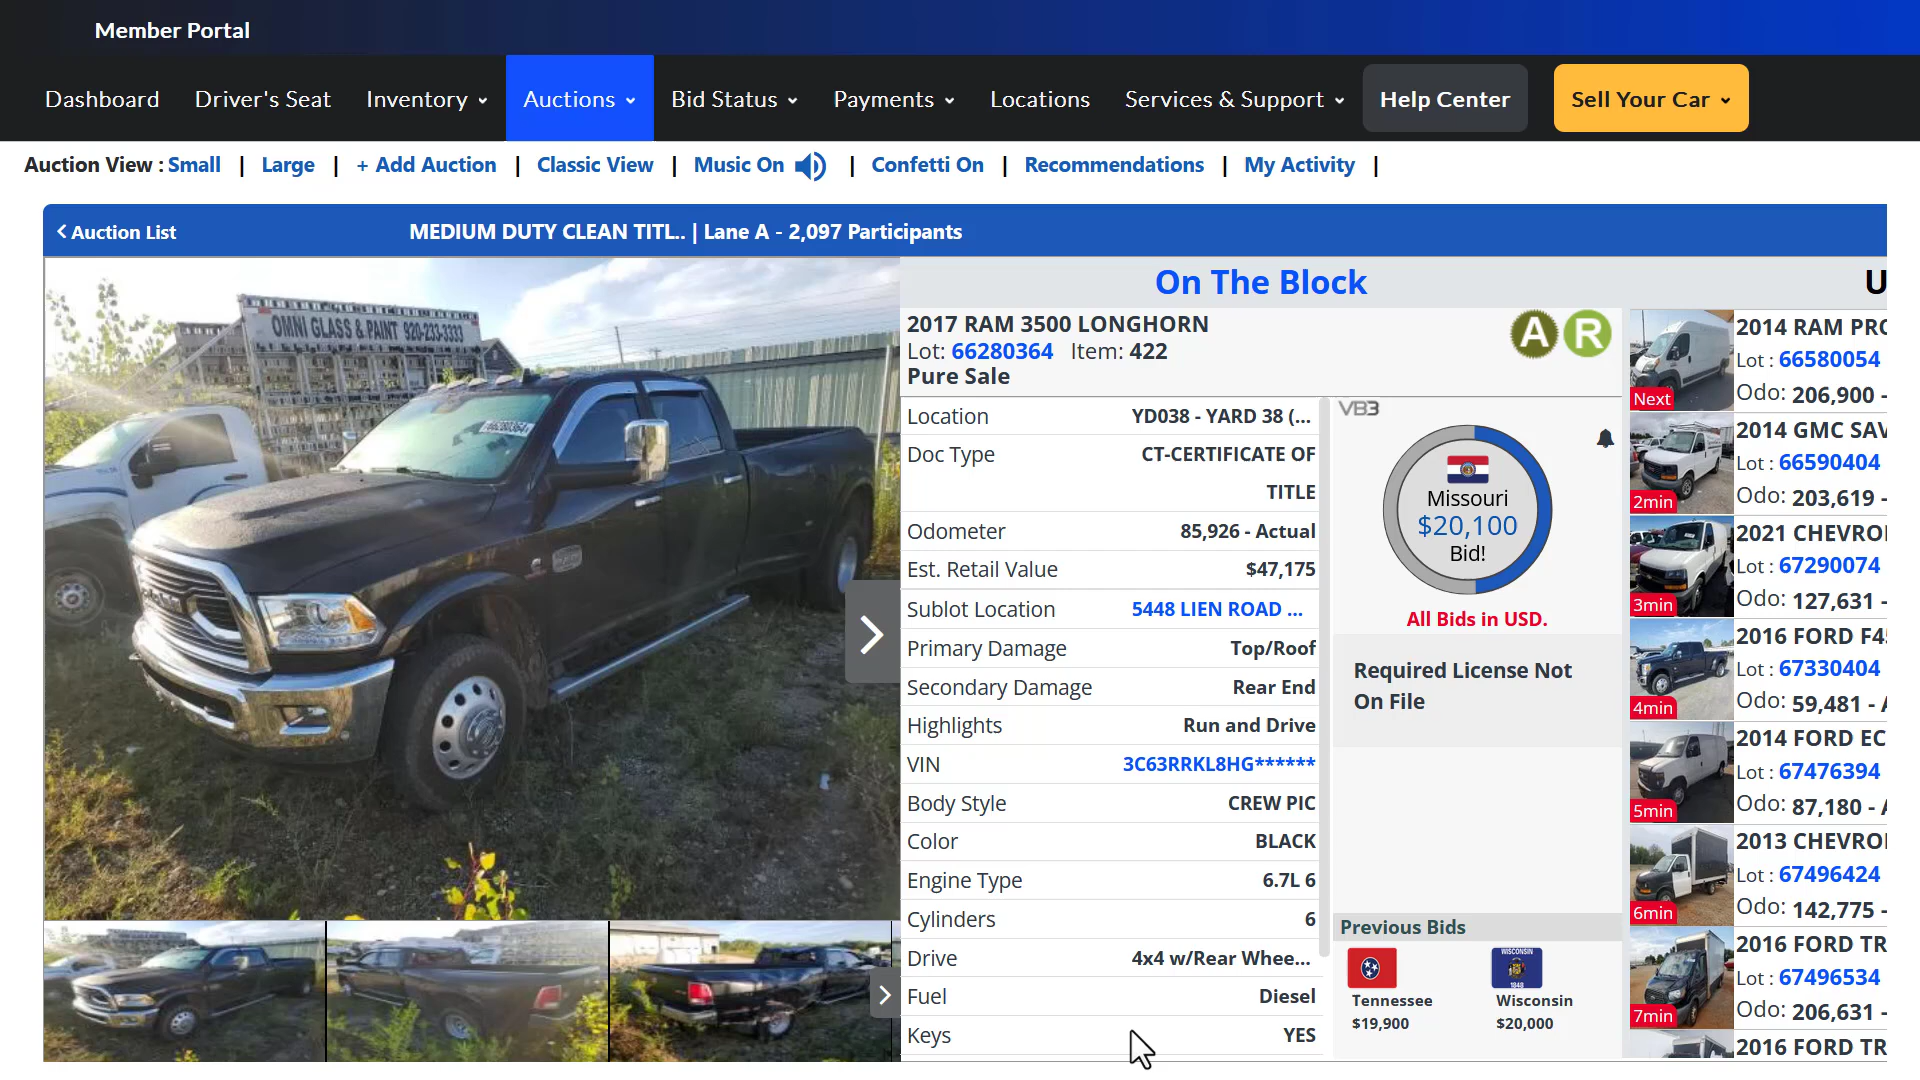 Member Portal
Dashboard Driver's Seat Inventory Auctions Bid Status Payments Locations Services & Support Help Center Sell Your Car
Auction View : Small | Large | + Add Auction | Classic View | Music On | Confetti On | Recommendations | My Activity |
Auction List MEDIUM DUTY CLEAN TITL.. | Lane A - 2,097 Participants
OMNI GLASS & PAINT 920-233-3333
66280364
On The Block
2017 RAM 3500 LONGHORN
Lot: 66280364 Item: 422
Pure Sale
A R
Location YD038 - YARD 38 (...
Doc Type CT-CERTIFICATE OF
TITLE
Odometer 85,926 - Actual
Est. Retail Value $47,175
Sublot Location 5448 LIEN ROAD ...
Primary Damage Top/Roof
Secondary Damage Rear End
Highlights Run and Drive
VIN 3C63RRKL8HG******
Body Style CREW PIC
Color BLACK
Engine Type 6.7L 6
Cylinders 6
Drive 4x4 w/Rear Whee...
Fuel Diesel
Keys YES
VB3
Missouri
$20,100
Bid!
All Bids in USD.
Required License Not
On File
Previous Bids
WISCONSIN
1848
Tennessee
$19,900
Wisconsin
$20,000
U
2014 RAM PRO
Lot : 66580054
Odo: 206,900 -
Next
2014 GMC SAV
Lot : 66590404
Odo: 203,619 -
2min
2021 CHEVROL
Lot : 67290074
Odo: 127,631 -
3min
2016 FORD F45
Lot : 67330404
Odo: 59,481 - A
4min
2014 FORD EC
Lot : 67476394
Odo: 87,180 - A
5min
2013 CHEVROL
Lot : 67496424
Odo: 142,775 -
6min
2016 FORD TR
Lot : 67496534
Odo: 206,631 -
7min
2016 FORD TR